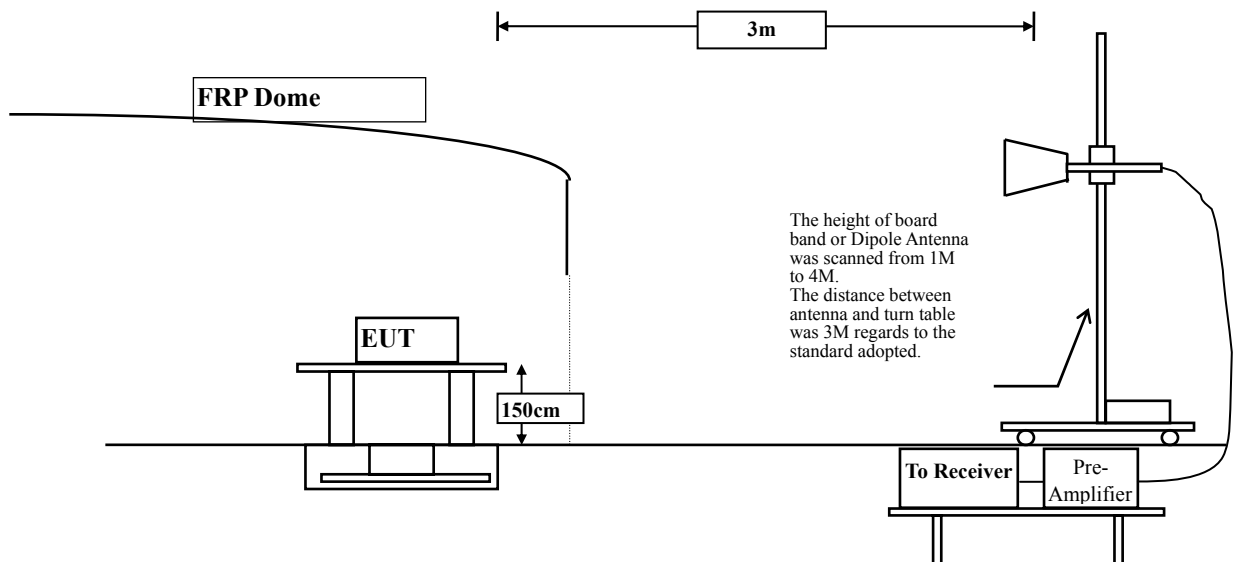 3m
FRP Dome
The height of board
band or Dipole Antenna
was scanned from 1M
to 4M.
The distance between
antenna and turn table
was 3M regards to the
standard adopted.
EUT
150cm
To Receiver
Pre-
Amplifier